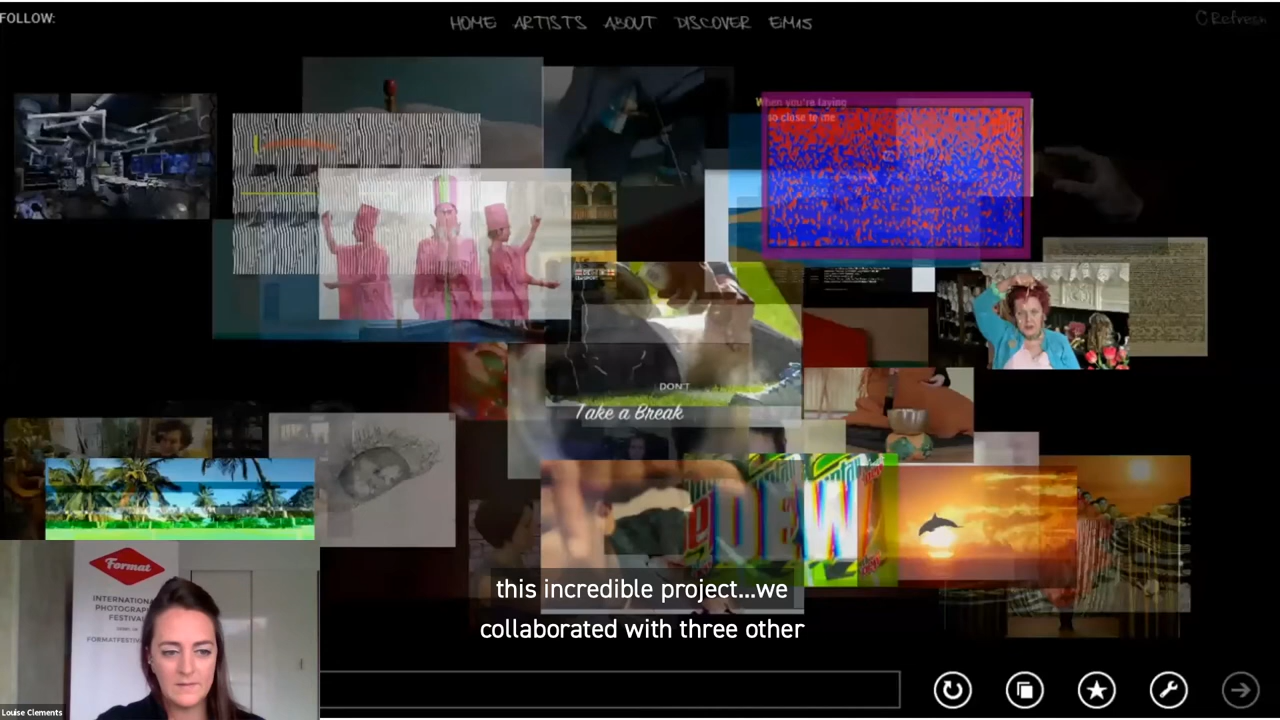 FOLLOW:
HOME ARTISTS ABOUT DISCOVER EM15
Refresh
When you're laying
so close to me
DON'T
Take a Break
DEW
Format
INTERNATIONAL
PHOTOGRAPHY
FESTIVAL
this incredible project...we
collaborated with three other
Louise Clements